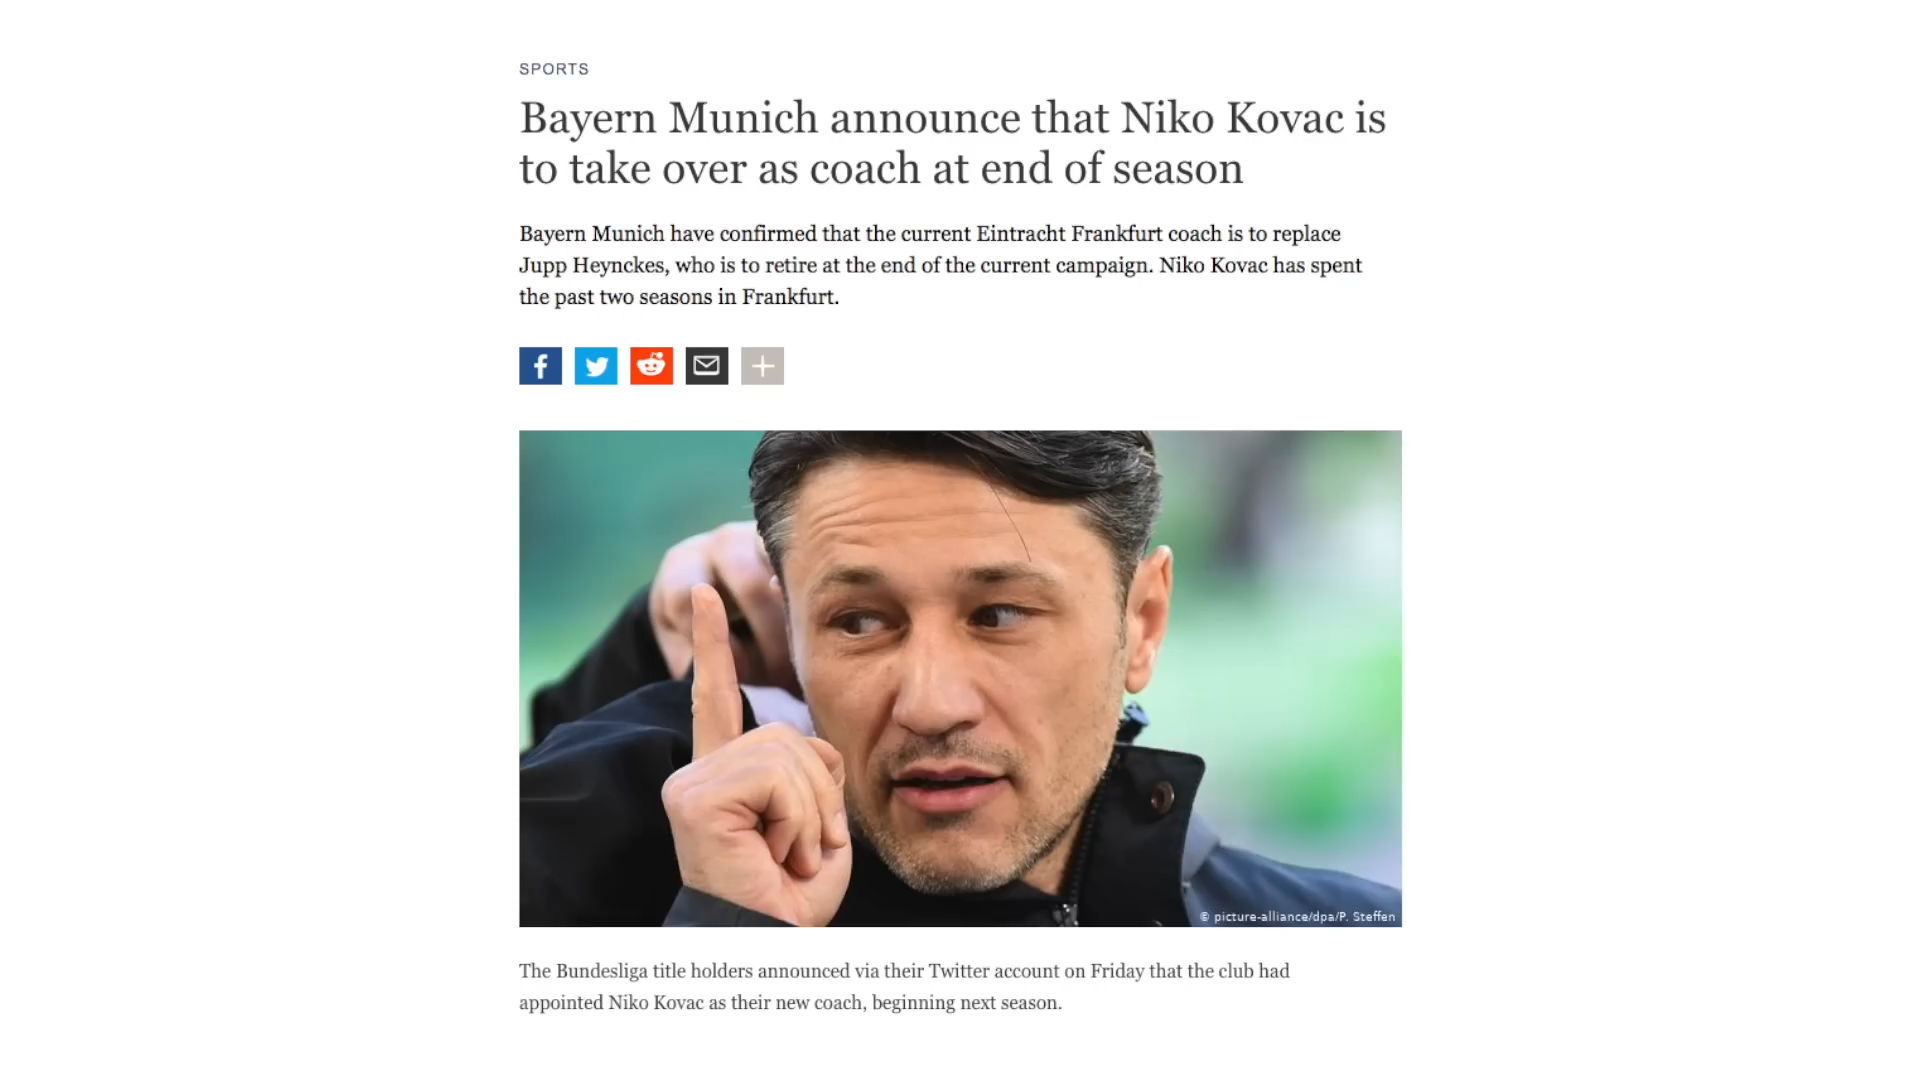 SPORTS
Bayern Munich announce that Niko Kovac is
to take over as coach at end of season
Bayern Munich have confirmed that the current Eintracht Frankfurt coach is to replace
Jupp Heynckes, who is to retire at the end of the current campaign. Niko Kovac has spent
the past two seasons in Frankfurt.
© picture-alliance/dpa/P. Steffen
The Bundesliga title holders announced via their Twitter account on Friday that the club had
appointed Niko Kovac as their new coach, beginning next season.